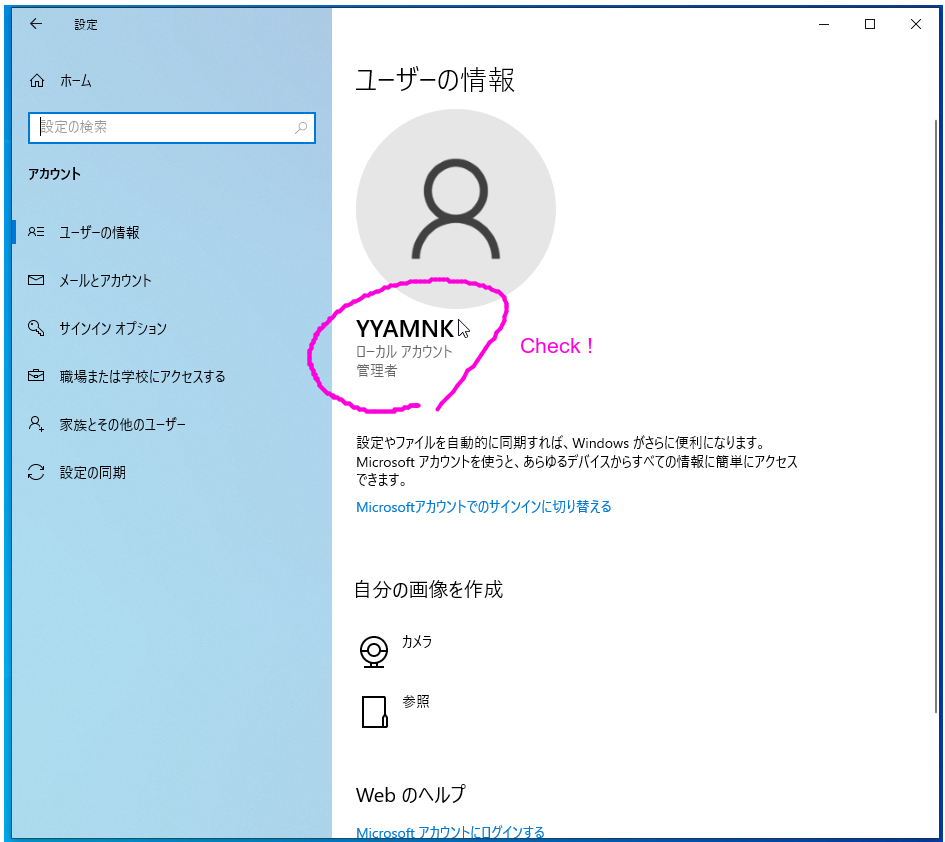 設定
ホーム
設定の検索
アカウント
ユーザーの情報
メールとアカウント
サインイン オプション
職場または学校にアクセスする
家族とその他のユーザー
設定の同期
ユーザーの情報
YYAMNK
ローカル アカウント
管理者
Check !
設定やファイルを自動的に同期すれば、Windows がさらに便利になります。
Microsoft アカウントを使うと、あらゆるデバイスからすべての情報に簡単にアクセス
できます。
Microsoftアカウントでのサインインに切り替える
自分の画像を作成
カメラ
参照
Web のヘルプ
Microsoft アカウントにログインする